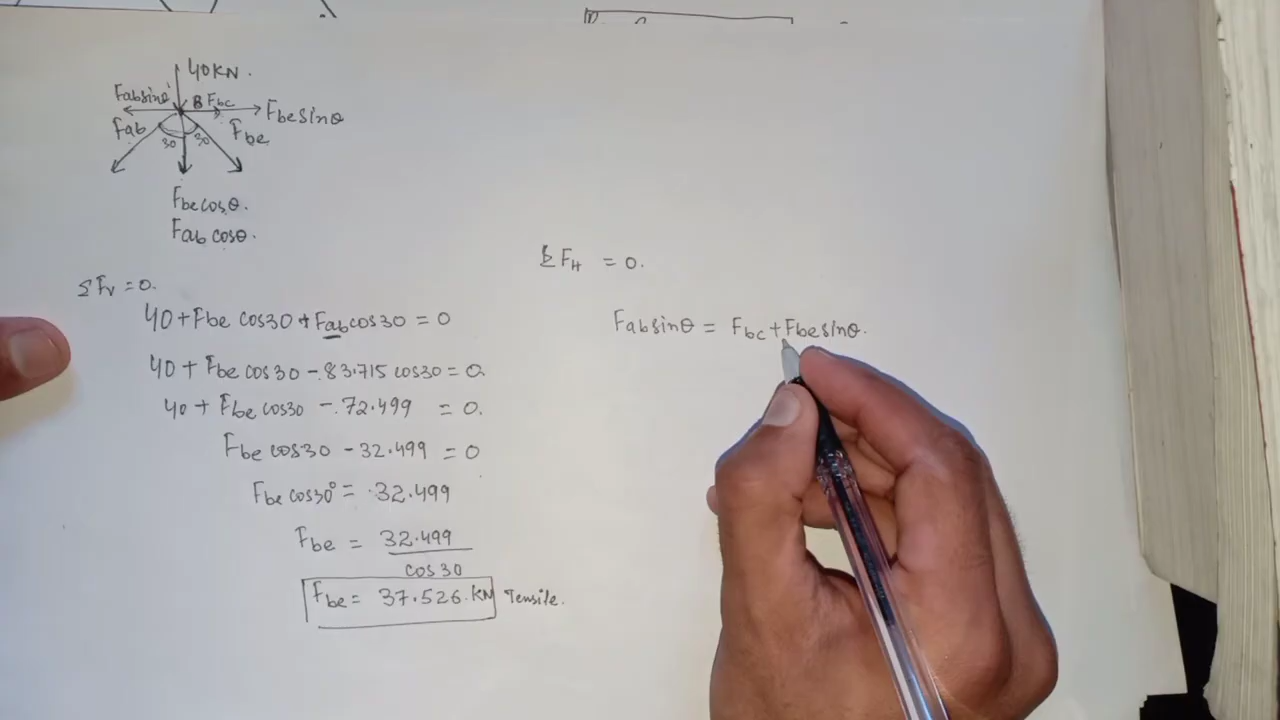 40KN.
Fabsinθ B Fbc Fbesinθ
Fab 30 30 Fbe
Fbecosθ.
Fab cosθ.
ΣFv = 0.
40 + Fbe cos30 + Fabcos30 = 0
40 + Fbe cos30 - .83.715 cos30 = 0.
40 + Fbe cos30 - .72.499 = 0.
Fbe cos30 - 32.499 = 0
Fbe cos30° = .32.499
Fbe = 32.499
cos30
Fbe = 37.526.KN Tensile.
ΣFH = 0.
Fabsinθ = Fbc + Fbesinθ.